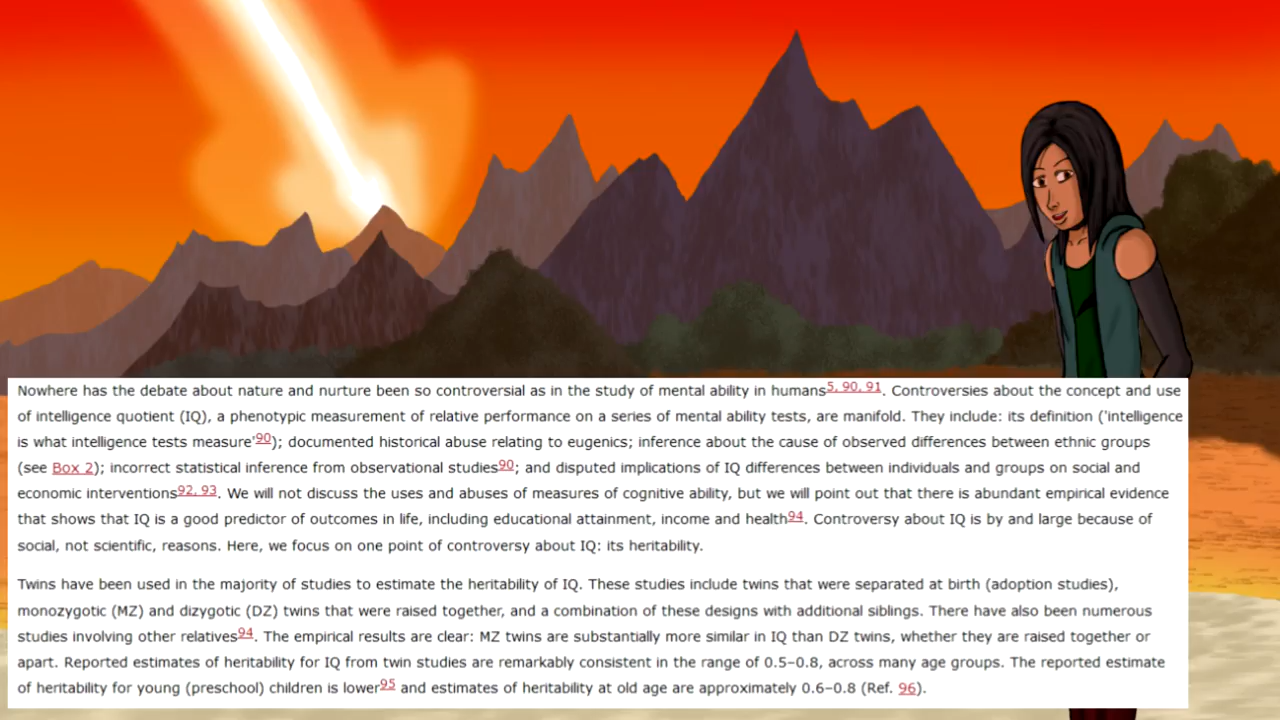 Nowhere has the debate about nature and nurture been so controversial as in the study of mental ability in humans5, 90, 91. Controversies about the concept and use
of intelligence quotient (IQ), a phenotypic measurement of relative performance on a series of mental ability tests, are manifold. They include: its definition ('intelligence
is what intelligence tests measure'90); documented historical abuse relating to eugenics; inference about the cause of observed differences between ethnic groups
(see Box 2); incorrect statistical inference from observational studies90; and disputed implications of IQ differences between individuals and groups on social and
economic interventions92, 93. We will not discuss the uses and abuses of measures of cognitive ability, but we will point out that there is abundant empirical evidence
that shows that IQ is a good predictor of outcomes in life, including educational attainment, income and health94. Controversy about IQ is by and large because of
social, not scientific, reasons. Here, we focus on one point of controversy about IQ: its heritability.
Twins have been used in the majority of studies to estimate the heritability of IQ. These studies include twins that were separated at birth (adoption studies),
monozygotic (MZ) and dizygotic (DZ) twins that were raised together, and a combination of these designs with additional siblings. There have also been numerous
studies involving other relatives94. The empirical results are clear: MZ twins are substantially more similar in IQ than DZ twins, whether they are raised together or
apart. Reported estimates of heritability for IQ from twin studies are remarkably consistent in the range of 0.5–0.8, across many age groups. The reported estimate
of heritability for young (preschool) children is lower95 and estimates of heritability at old age are approximately 0.6–0.8 (Ref. 96).